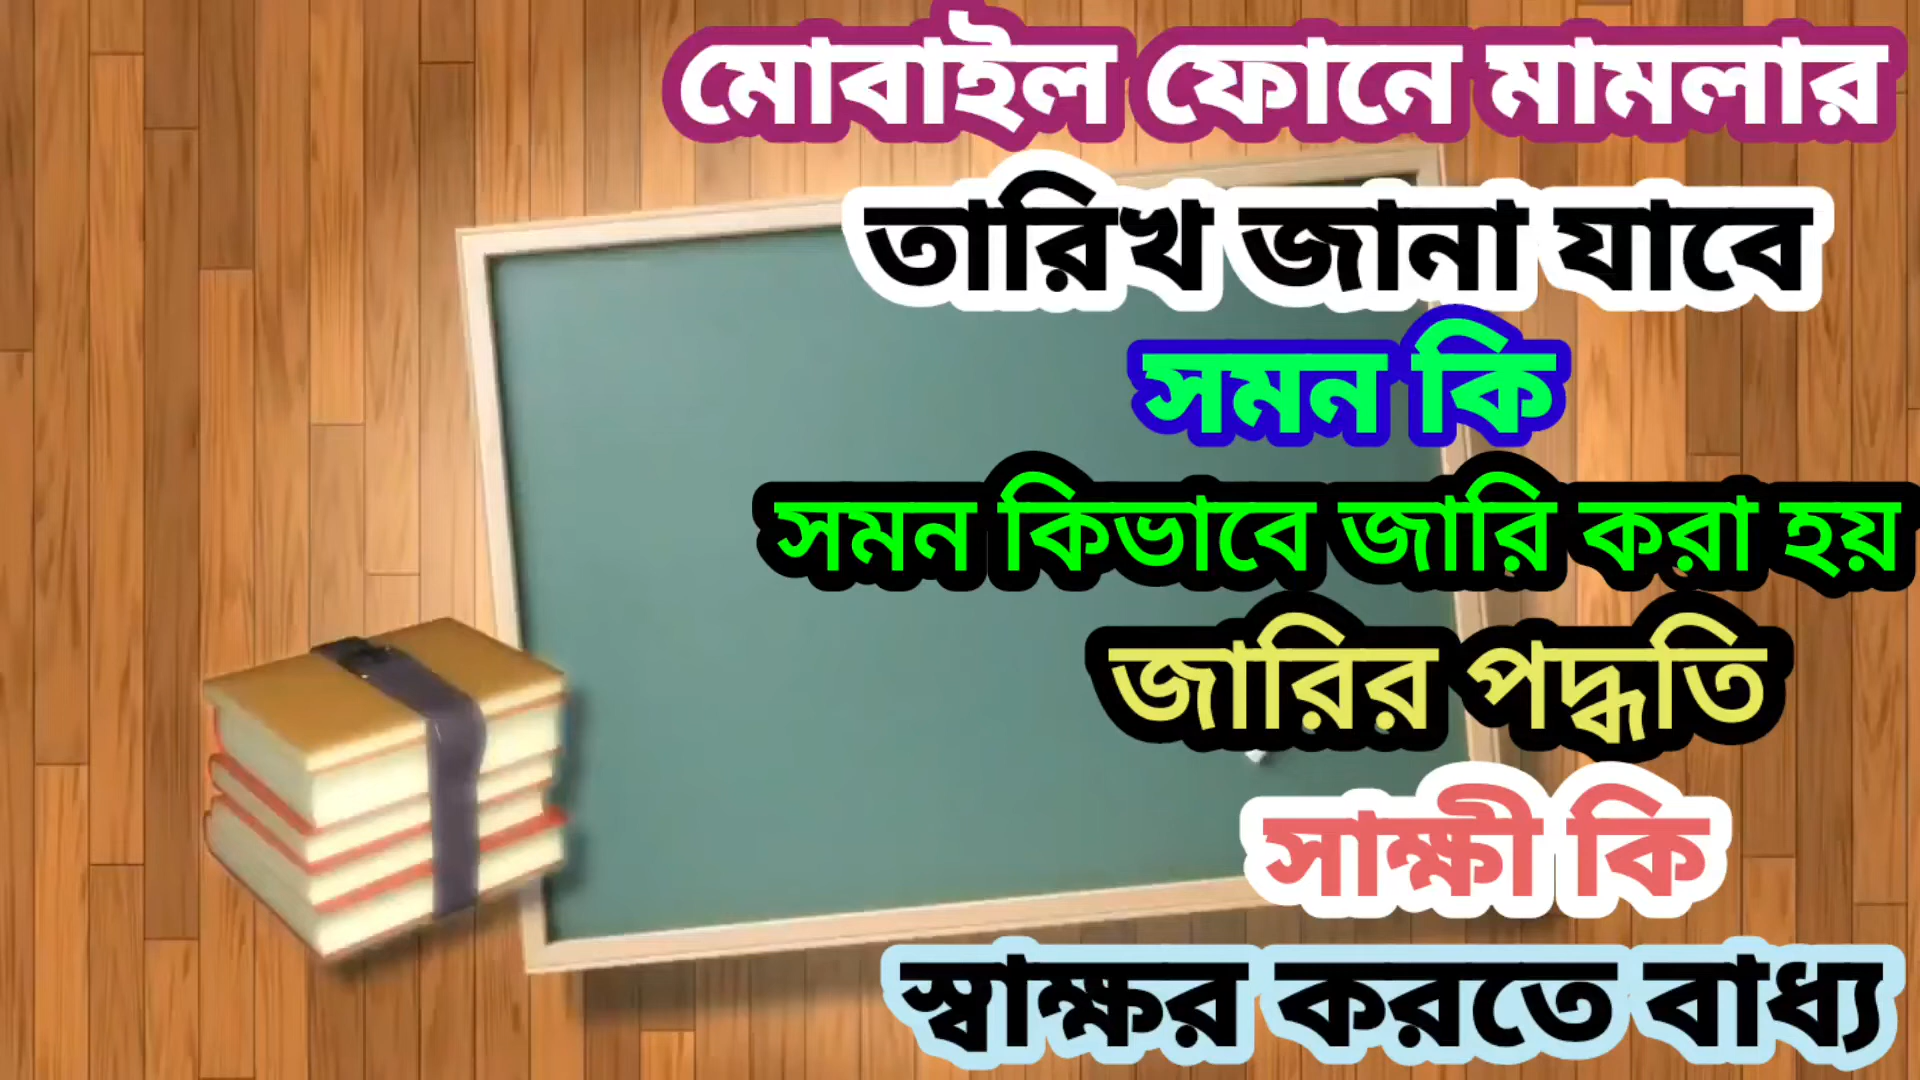 মোবাইল ফোনে মামলার
তারিখ জানা যাবে
সমন কি
সমন কিভাবে জারি করা হয়
জারির পদ্ধতি
সাক্ষী কি
স্বাক্ষর করতে বাধ্য